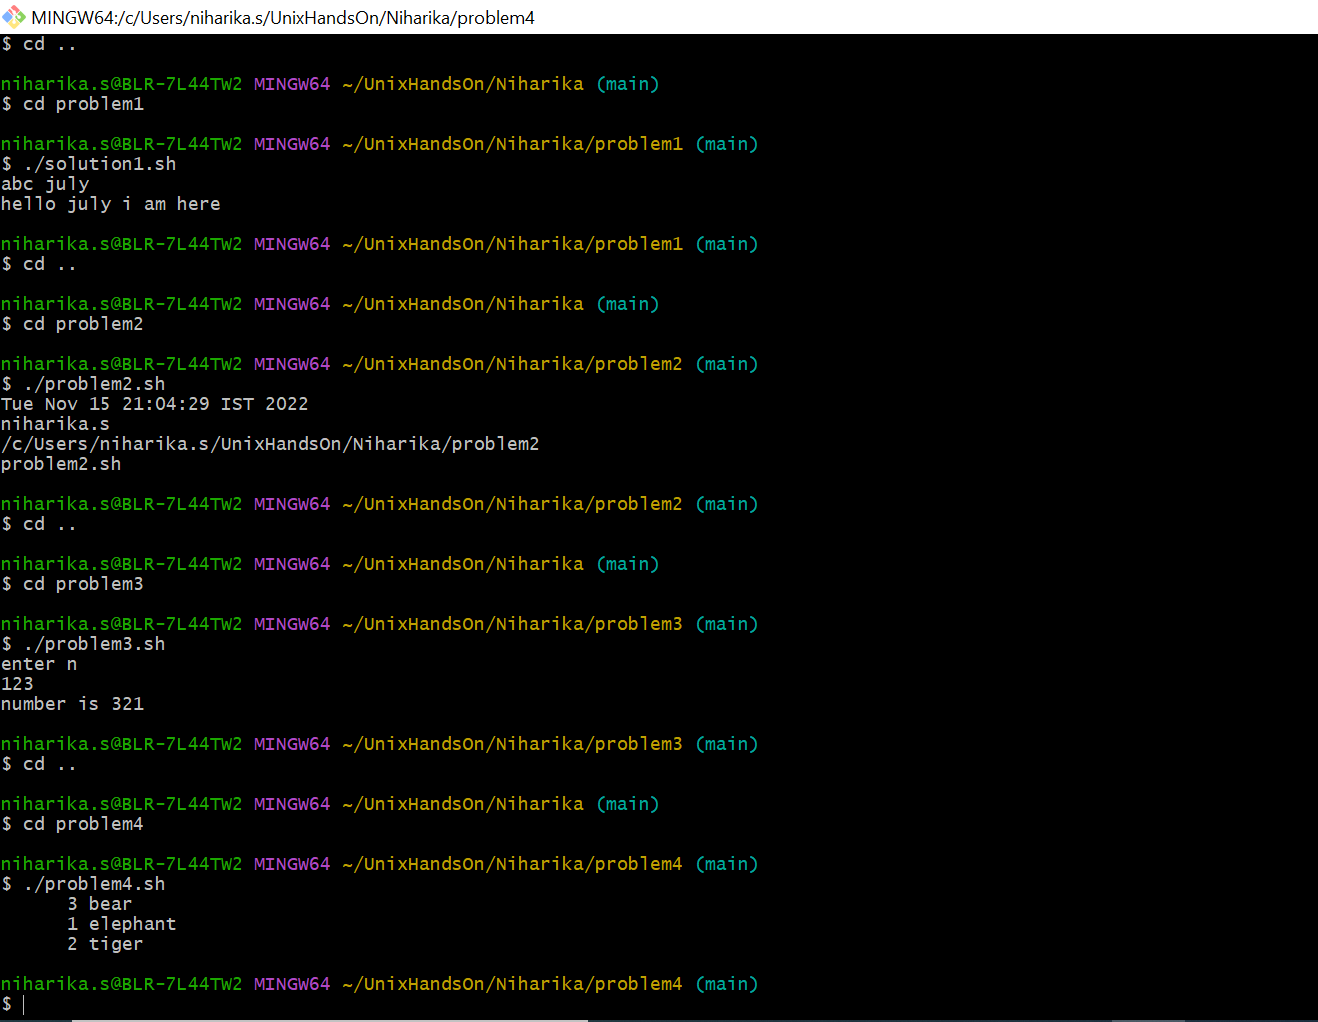 MINGW64:/c/Users/niharika.s/UnixHandsOn/Niharika/problem4
$ cd ..
niharika.s@BLR-7L44TW2 MINGW64 ~/UnixHandsOn/Niharika (main)
$ cd problem1
niharika.s@BLR-7L44TW2 MINGW64 ~/UnixHandsOn/Niharika/problem1 (main)
$ ./solution1.sh
abc july
hello july i am here
niharika.s@BLR-7L44TW2 MINGW64 ~/UnixHandsOn/Niharika/problem1 (main)
$ cd ..
niharika.s@BLR-7L44TW2 MINGW64 ~/UnixHandsOn/Niharika (main)
$ cd problem2
niharika.s@BLR-7L44TW2 MINGW64 ~/UnixHandsOn/Niharika/problem2 (main)
$ ./problem2.sh
Tue Nov 15 21:04:29 IST 2022
niharika.s
/c/Users/niharika.s/UnixHandsOn/Niharika/problem2
problem2.sh
niharika.s@BLR-7L44TW2 MINGW64 ~/UnixHandsOn/Niharika/problem2 (main)
$ cd ..
niharika.s@BLR-7L44TW2 MINGW64 ~/UnixHandsOn/Niharika (main)
$ cd problem3
niharika.s@BLR-7L44TW2 MINGW64 ~/UnixHandsOn/Niharika/problem3 (main)
$ ./problem3.sh
enter n
123
number is 321
niharika.s@BLR-7L44TW2 MINGW64 ~/UnixHandsOn/Niharika/problem3 (main)
$ cd ..
niharika.s@BLR-7L44TW2 MINGW64 ~/UnixHandsOn/Niharika (main)
$ cd problem4
niharika.s@BLR-7L44TW2 MINGW64 ~/UnixHandsOn/Niharika/problem4 (main)
$ ./problem4.sh
3 bear
1 elephant
2 tiger
niharika.s@BLR-7L44TW2 MINGW64 ~/UnixHandsOn/Niharika/problem4 (main)
$